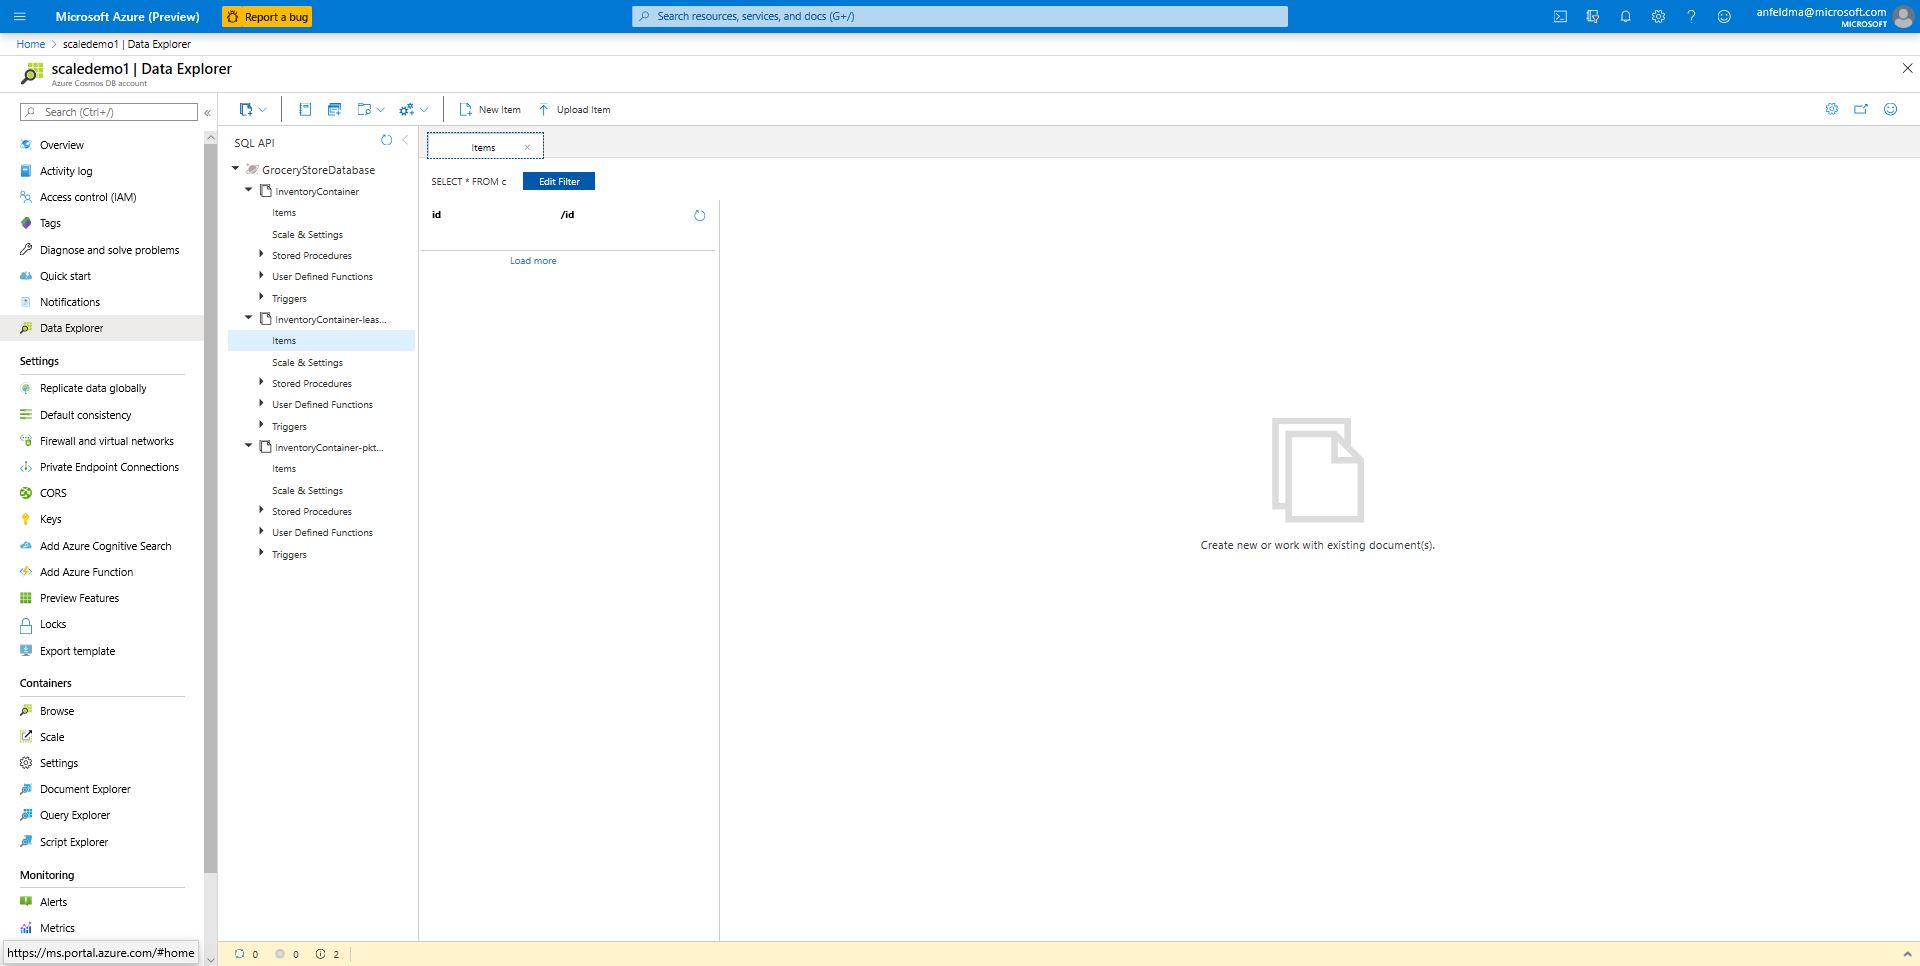 Microsoft Azure (Preview)
Report a bug
Search resources, services, and docs (G+/)
anfeldma@microsoft.com
MICROSOFT
Home > scaledemo1 | Data Explorer
scaledemo1 | Data Explorer
Azure Cosmos DB account
Search (Ctrl+/)
Overview
Activity log
Access control (IAM)
Tags
Diagnose and solve problems
Quick start
Notifications
Data Explorer
Settings
Replicate data globally
Default consistency
Firewall and virtual networks
Private Endpoint Connections
CORS
Keys
Add Azure Cognitive Search
Add Azure Function
Preview Features
Locks
Export template
Containers
Browse
Scale
Settings
Document Explorer
Query Explorer
Script Explorer
Monitoring
Alerts
Metrics
https://ms.portal.azure.com/#home
New Item
Upload Item
SQL API
GroceryStoreDatabase
InventoryContainer
Items
Scale & Settings
Stored Procedures
User Defined Functions
Triggers
InventoryContainer-leas...
Items
Scale & Settings
Stored Procedures
User Defined Functions
Triggers
InventoryContainer-pkt...
Items
Scale & Settings
Stored Procedures
User Defined Functions
Triggers
Items
SELECT * FROM c
Edit Filter
id /id
Load more
Create new or work with existing document(s).
0 0 2